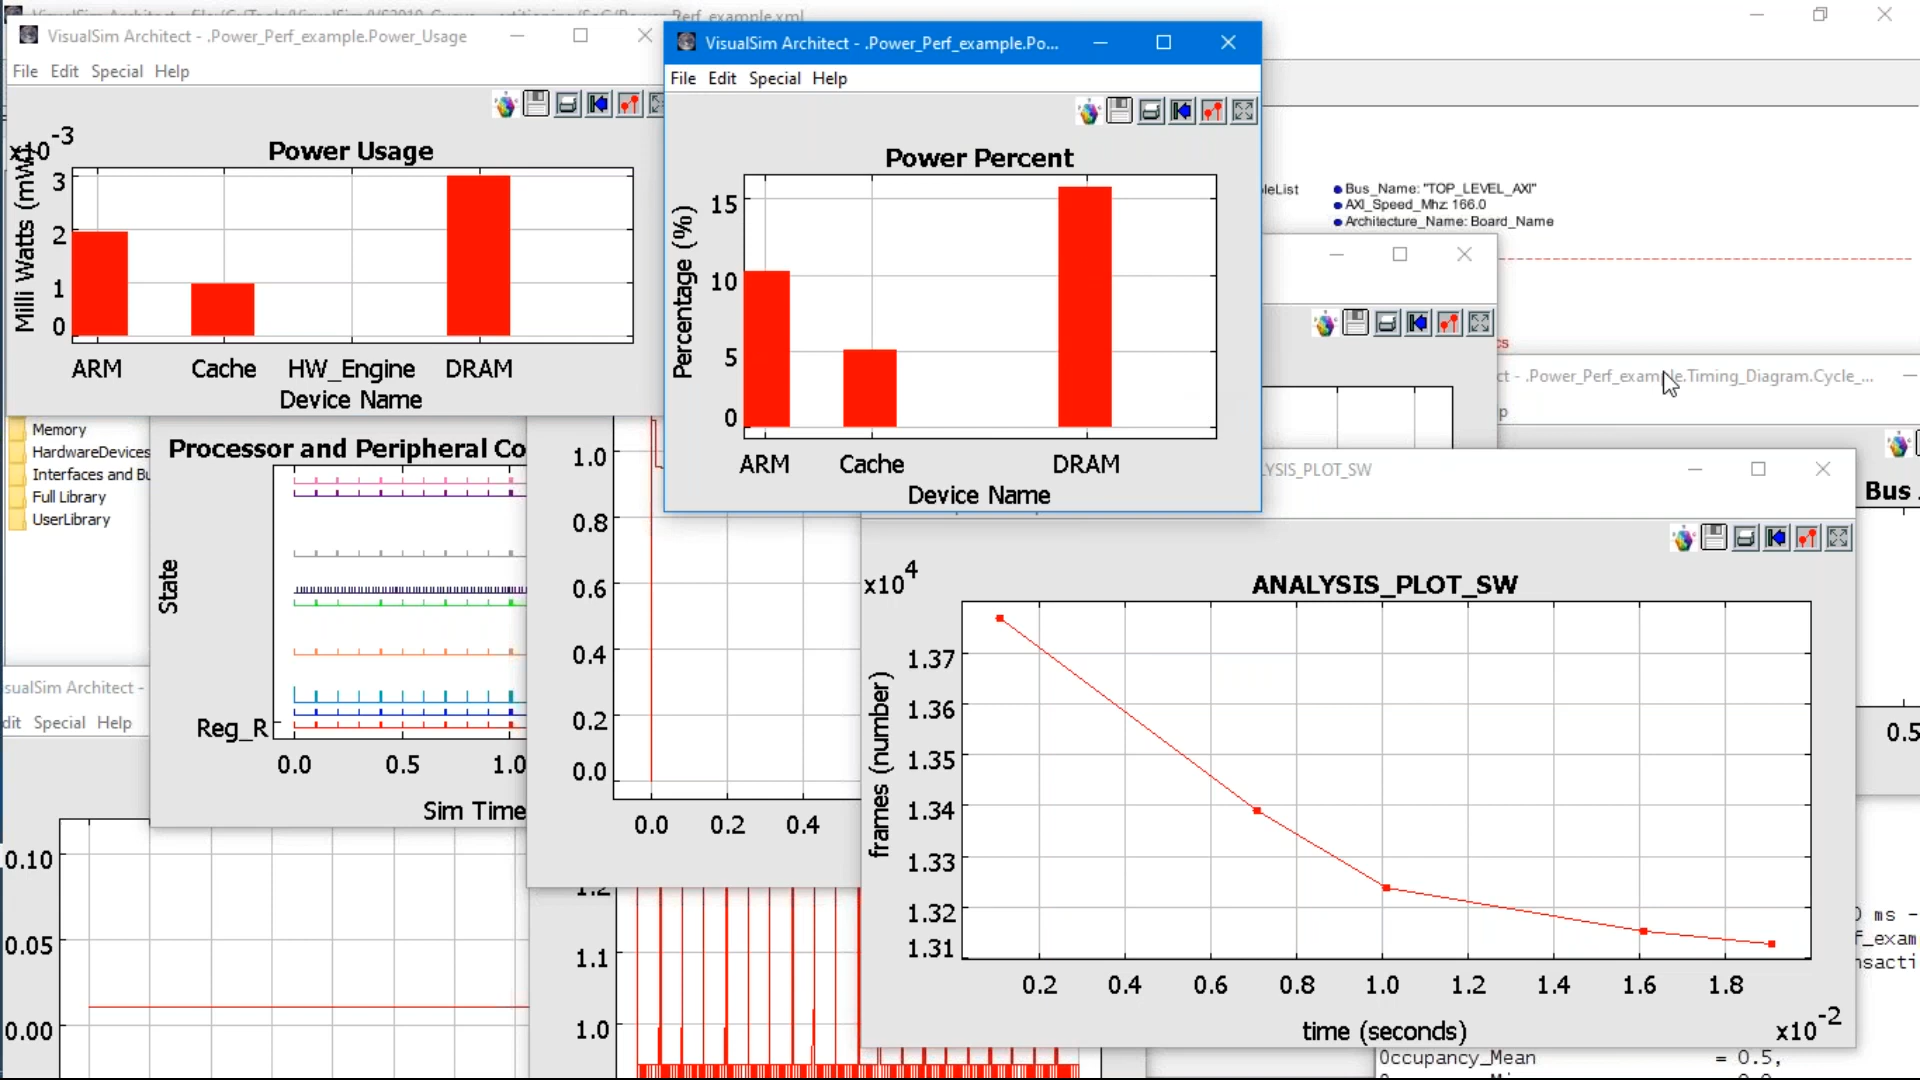 VisualSim Architect - .Power_Perf_example.Power_Usage
File Edit Special Help
x10-3
Power Usage
Milli Watts (mW)
3
2
1
0
ARM Cache HW_Engine DRAM
Device Name
VisualSim Architect - .Power_Perf_example.Po...
File Edit Special Help
Power Percent
Percentage (%)
15
10
5
0
ARM Cache DRAM
Device Name
Bus_Name: "TOP_LEVEL_AXI"
AXI_Speed_Mhz: 166.0
Architecture_Name: Board_Name
ct - .Power_Perf_example.Timing_Diagram.Cycle_...
Memory
HardwareDevices
Interfaces and Bu
Full Library
UserLibrary
Processor and Peripheral Co
State
Reg_R
0.0 0.5 1.0
Sim Time
1.0
0.8
0.6
0.4
0.2
0.0
0.0 0.2 0.4
LYSIS_PLOT_SW
x10 4
ANALYSIS_PLOT_SW
frames (number)
1.37
1.36
1.35
1.34
1.33
1.32
1.31
0.2 0.4 0.6 0.8 1.0 1.2 1.4 1.6 1.8
time (seconds)
x10-2
Bus
0.5
sualSim Architect -
dit Special Help
0.10
0.05
0.00
1.2
1.1
1.0
0 ms -
f_exam
nsacti
Occupancy_Mean = 0.5,